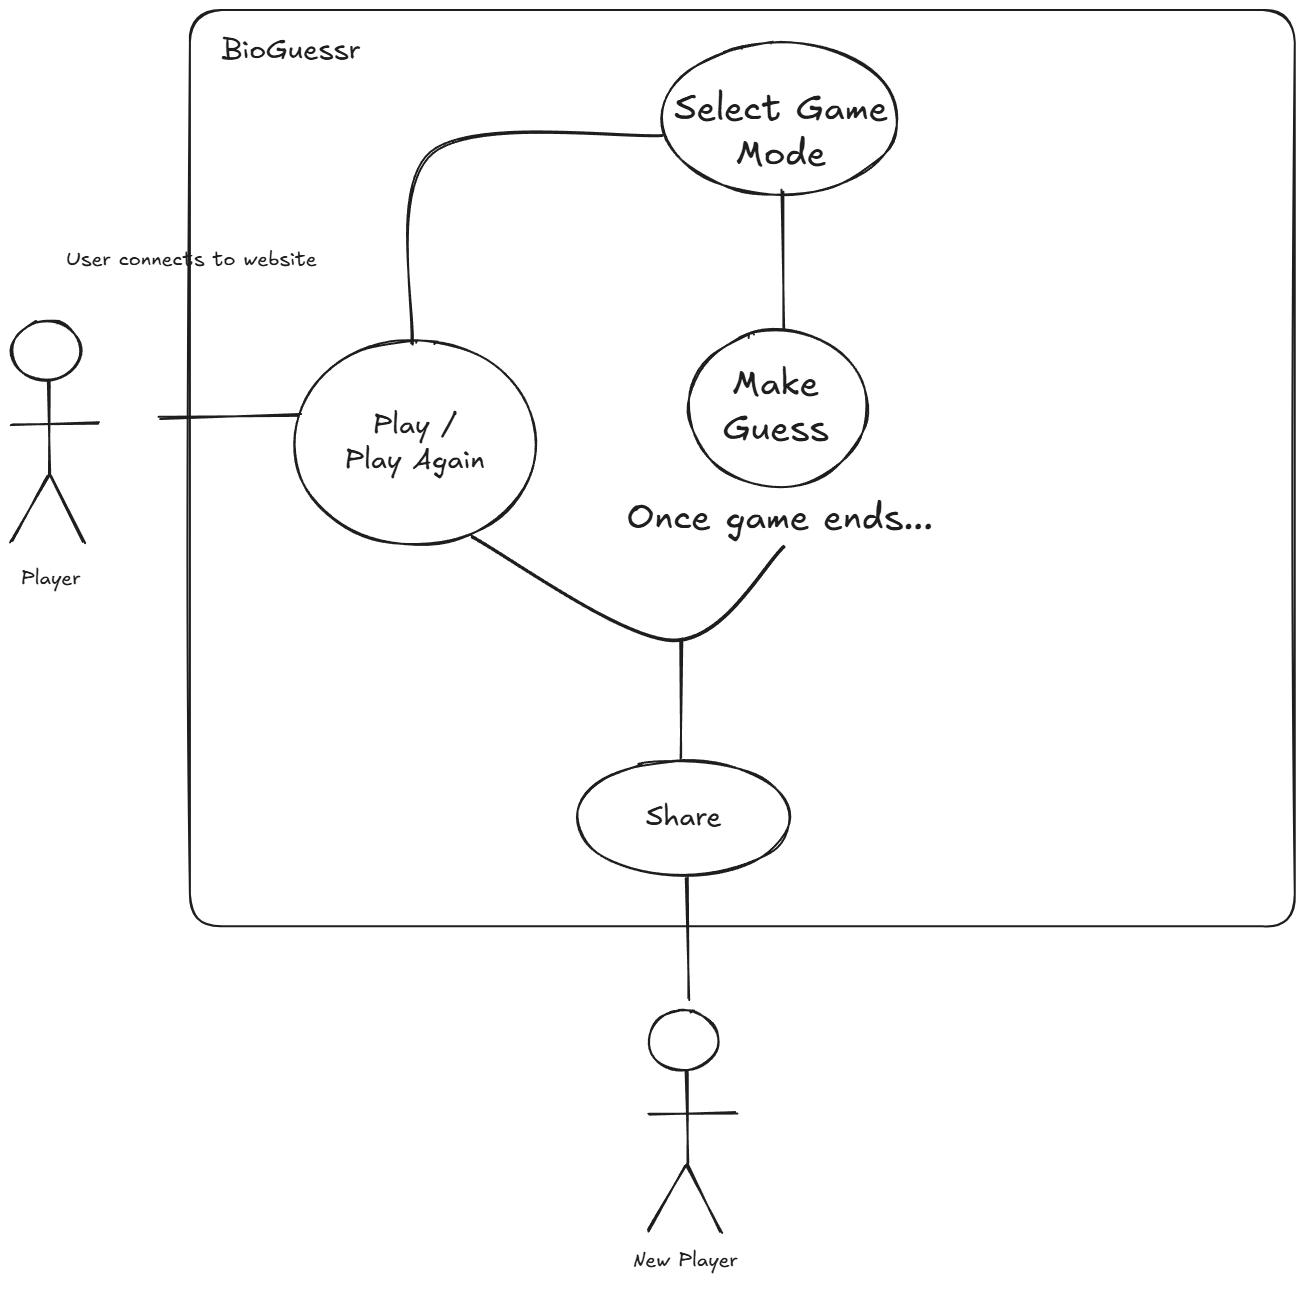 BioGuessr
Select Game
Mode
User connects to website
Make
Guess
Play /
Play Again
Once game ends...
Player
Share
New Player